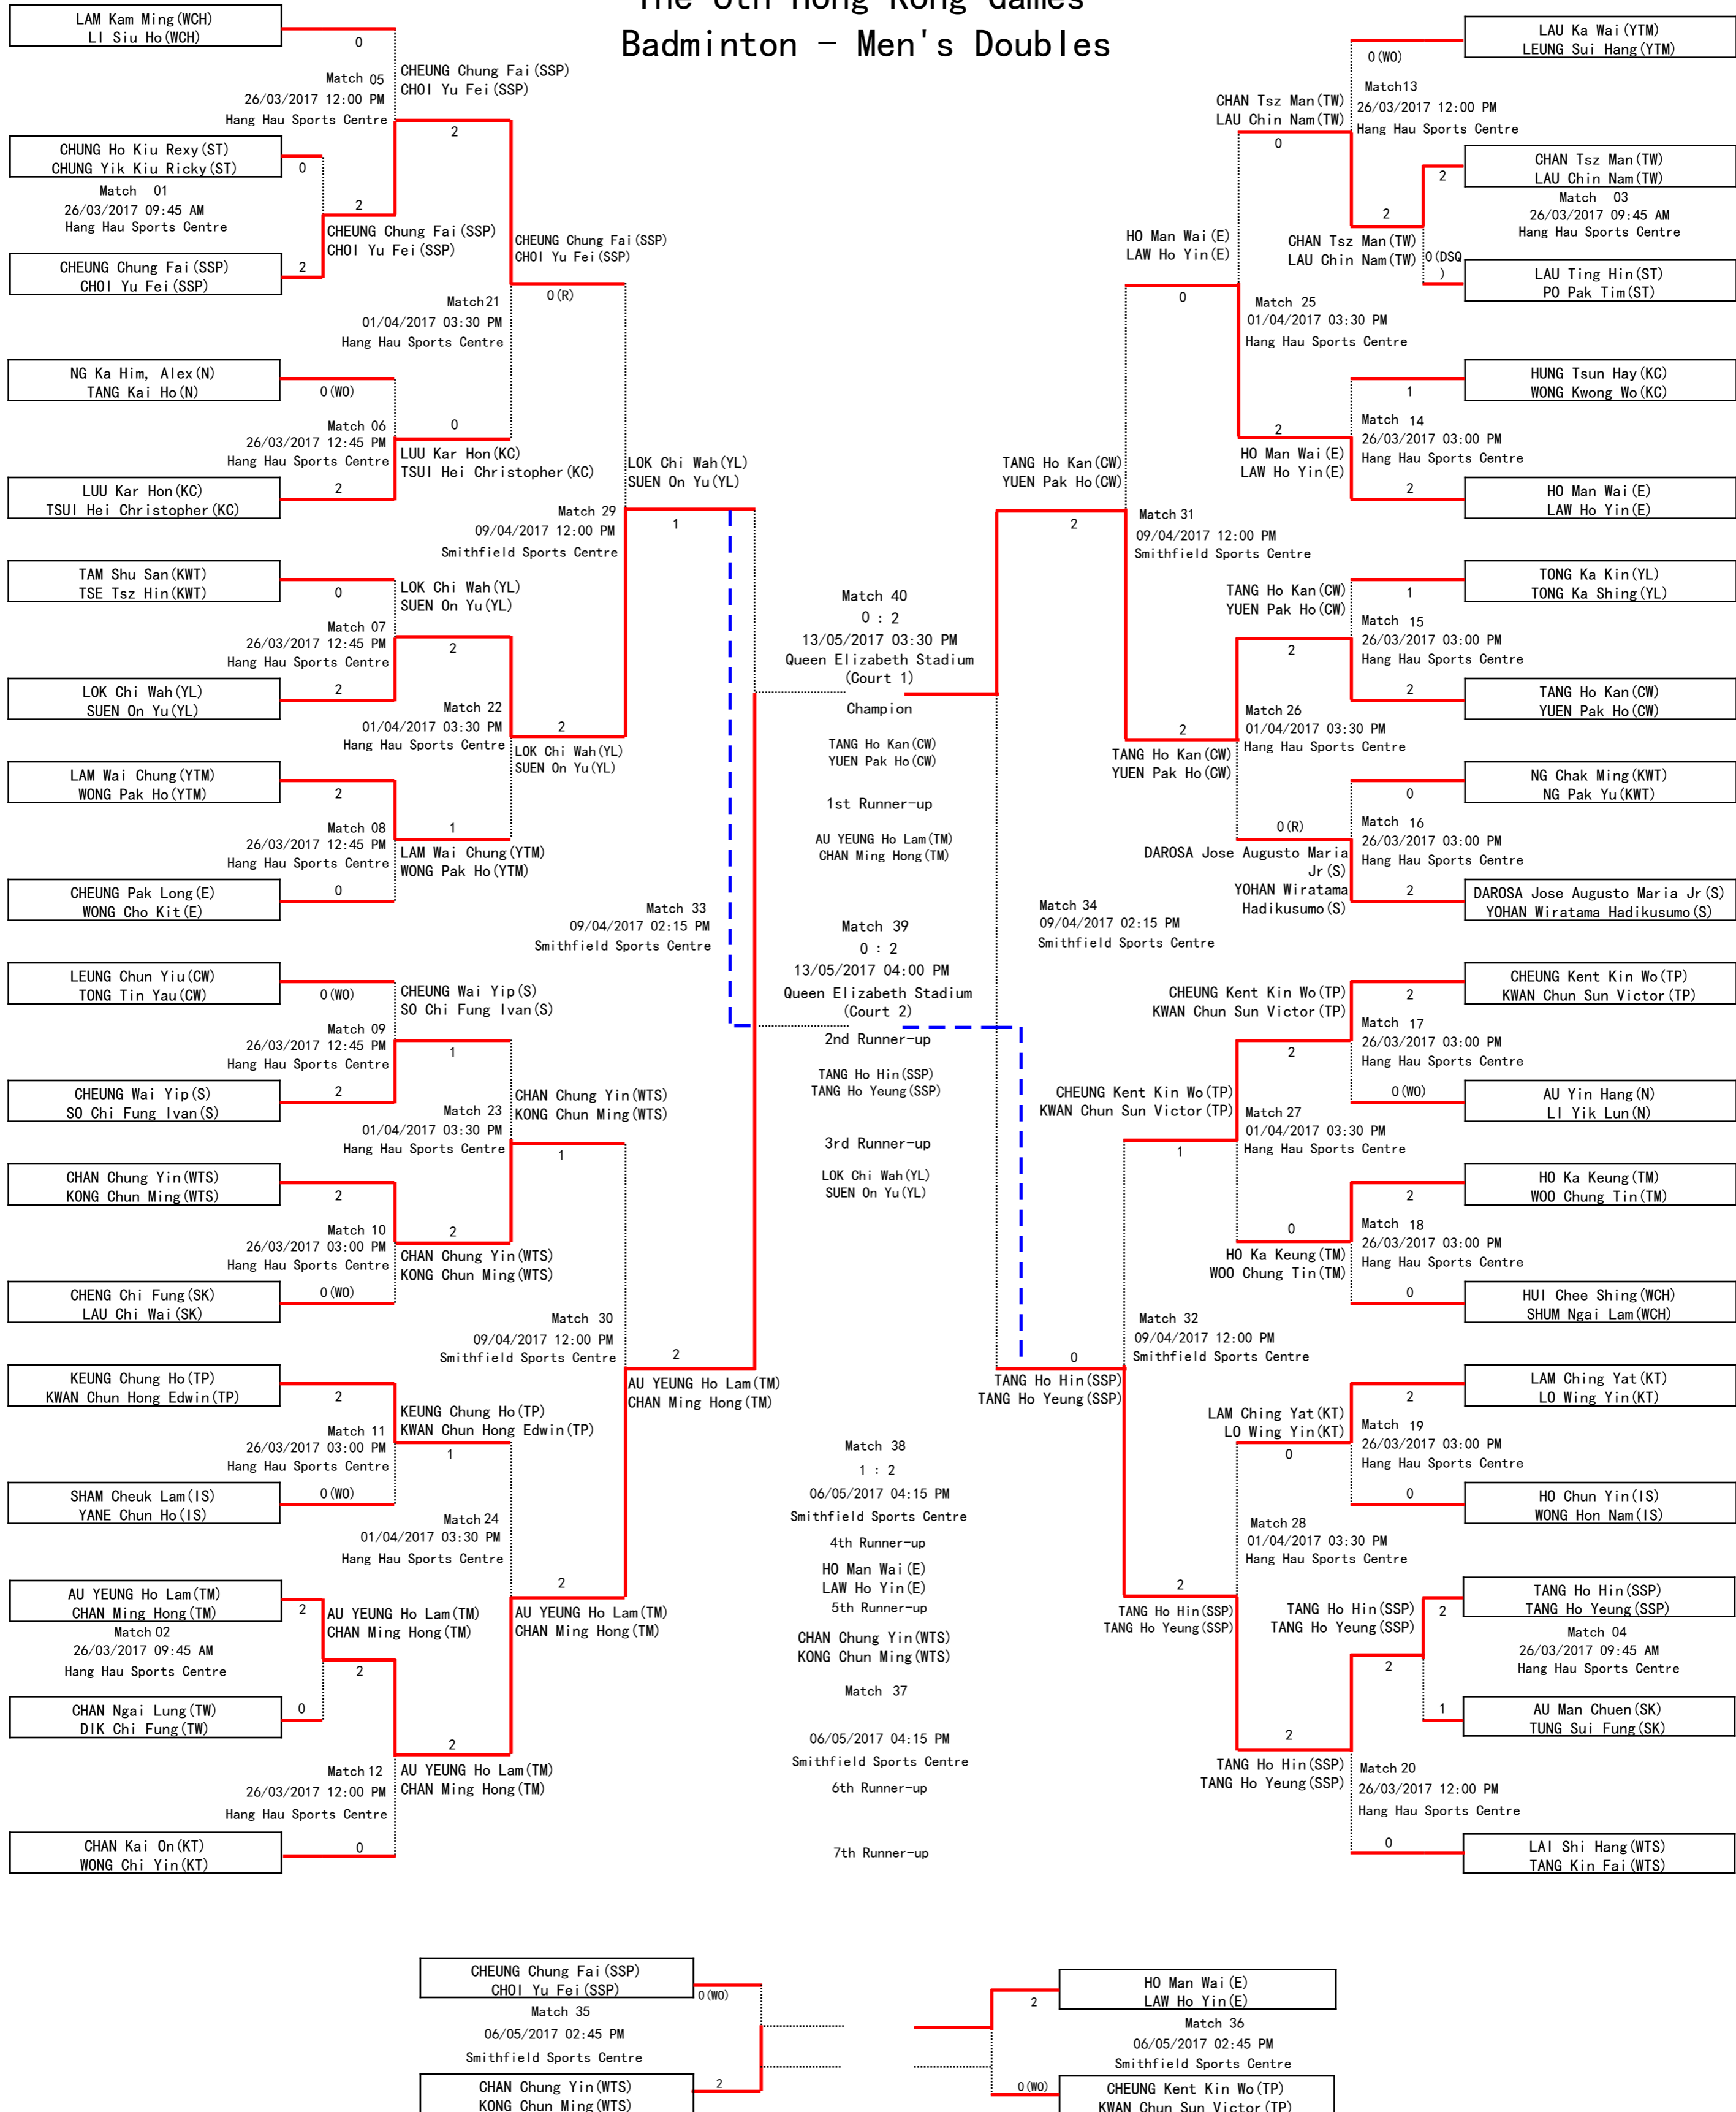 The 6th Hong Kong Games
Badminton - Men's Doubles
LAM Kam Ming(WCH)
LI Siu Ho(WCH)
0
Match 05
26/03/2017 12:00 PM
Hang Hau Sports Centre
CHEUNG Chung Fai(SSP)
CHOI Yu Fei(SSP)
2
CHUNG Ho Kiu Rexy(ST)
CHUNG Yik Kiu Ricky(ST)
0
Match 01
26/03/2017 09:45 AM
Hang Hau Sports Centre
2
CHEUNG Chung Fai(SSP)
CHOI Yu Fei(SSP)
CHEUNG Chung Fai(SSP)
CHOI Yu Fei(SSP)
2
CHEUNG Chung Fai(SSP)
CHOI Yu Fei(SSP)
0(R)
Match21
01/04/2017 03:30 PM
Hang Hau Sports Centre
NG Ka Him, Alex(N)
TANG Kai Ho(N)
0(WO)
Match 06
26/03/2017 12:45 PM
Hang Hau Sports Centre
0
LUU Kar Hon(KC)
TSUI Hei Christopher(KC)
LUU Kar Hon(KC)
TSUI Hei Christopher(KC)
2
LOK Chi Wah(YL)
SUEN On Yu(YL)
1
Match 29
09/04/2017 12:00 PM
Smithfield Sports Centre
TAM Shu San(KWT)
TSE Tsz Hin(KWT)
0
LOK Chi Wah(YL)
SUEN On Yu(YL)
Match 07
26/03/2017 12:45 PM
Hang Hau Sports Centre
2
LOK Chi Wah(YL)
SUEN On Yu(YL)
2
Match 22
01/04/2017 03:30 PM
Hang Hau Sports Centre
2
LOK Chi Wah(YL)
SUEN On Yu(YL)
LAM Wai Chung(YTM)
WONG Pak Ho(YTM)
2
Match 08
26/03/2017 12:45 PM
Hang Hau Sports Centre
1
LAM Wai Chung(YTM)
WONG Pak Ho(YTM)
CHEUNG Pak Long(E)
WONG Cho Kit(E)
0
Match 33
09/04/2017 02:15 PM
Smithfield Sports Centre
LEUNG Chun Yiu(CW)
TONG Tin Yau(CW)
0(WO)
CHEUNG Wai Yip(S)
SO Chi Fung Ivan(S)
Match 09
26/03/2017 12:45 PM
Hang Hau Sports Centre
1
CHEUNG Wai Yip(S)
SO Chi Fung Ivan(S)
2
CHAN Chung Yin(WTS)
KONG Chun Ming(WTS)
Match 23
01/04/2017 03:30 PM
Hang Hau Sports Centre
1
CHAN Chung Yin(WTS)
KONG Chun Ming(WTS)
2
Match 10
26/03/2017 03:00 PM
Hang Hau Sports Centre
2
CHAN Chung Yin(WTS)
KONG Chun Ming(WTS)
CHENG Chi Fung(SK)
LAU Chi Wai(SK)
0(WO)
Match 30
09/04/2017 12:00 PM
Smithfield Sports Centre
2
AU YEUNG Ho Lam(TM)
CHAN Ming Hong(TM)
KEUNG Chung Ho(TP)
KWAN Chun Hong Edwin(TP)
2
KEUNG Chung Ho(TP)
KWAN Chun Hong Edwin(TP)
Match 11
26/03/2017 03:00 PM
Hang Hau Sports Centre
1
SHAM Cheuk Lam(IS)
YANE Chun Ho(IS)
0(WO)
Match 24
01/04/2017 03:30 PM
Hang Hau Sports Centre
2
AU YEUNG Ho Lam(TM)
CHAN Ming Hong(TM)
AU YEUNG Ho Lam(TM)
CHAN Ming Hong(TM)
2
AU YEUNG Ho Lam(TM)
CHAN Ming Hong(TM)
Match 02
26/03/2017 09:45 AM
Hang Hau Sports Centre
2
CHAN Ngai Lung(TW)
DIK Chi Fung(TW)
0
2
Match 12
26/03/2017 12:00 PM
Hang Hau Sports Centre
AU YEUNG Ho Lam(TM)
CHAN Ming Hong(TM)
CHAN Kai On(KT)
WONG Chi Yin(KT)
0
Match 40
0 : 2
13/05/2017 03:30 PM
Queen Elizabeth Stadium
(Court 1)
Champion
TANG Ho Kan(CW)
YUEN Pak Ho(CW)
1st Runner-up
AU YEUNG Ho Lam(TM)
CHAN Ming Hong(TM)
Match 39
0 : 2
13/05/2017 04:00 PM
Queen Elizabeth Stadium
(Court 2)
2nd Runner-up
TANG Ho Hin(SSP)
TANG Ho Yeung(SSP)
3rd Runner-up
LOK Chi Wah(YL)
SUEN On Yu(YL)
Match 38
1 : 2
06/05/2017 04:15 PM
Smithfield Sports Centre
4th Runner-up
HO Man Wai(E)
LAW Ho Yin(E)
5th Runner-up
CHAN Chung Yin(WTS)
KONG Chun Ming(WTS)
Match 37
06/05/2017 04:15 PM
Smithfield Sports Centre
6th Runner-up
7th Runner-up
LAU Ka Wai(YTM)
LEUNG Sui Hang(YTM)
0(WO)
Match13
26/03/2017 12:00 PM
Hang Hau Sports Centre
CHAN Tsz Man(TW)
LAU Chin Nam(TW)
0
CHAN Tsz Man(TW)
LAU Chin Nam(TW)
2
Match 03
26/03/2017 09:45 AM
Hang Hau Sports Centre
2
CHAN Tsz Man(TW)
LAU Chin Nam(TW)
0(DSQ
)
LAU Ting Hin(ST)
PO Pak Tim(ST)
HO Man Wai(E)
LAW Ho Yin(E)
0
Match 25
01/04/2017 03:30 PM
Hang Hau Sports Centre
HUNG Tsun Hay(KC)
WONG Kwong Wo(KC)
1
Match 14
26/03/2017 03:00 PM
Hang Hau Sports Centre
2
HO Man Wai(E)
LAW Ho Yin(E)
2
HO Man Wai(E)
LAW Ho Yin(E)
TANG Ho Kan(CW)
YUEN Pak Ho(CW)
2
Match 31
09/04/2017 12:00 PM
Smithfield Sports Centre
TONG Ka Kin(YL)
TONG Ka Shing(YL)
1
TANG Ho Kan(CW)
YUEN Pak Ho(CW)
Match 15
26/03/2017 03:00 PM
Hang Hau Sports Centre
2
2
TANG Ho Kan(CW)
YUEN Pak Ho(CW)
Match 26
01/04/2017 03:30 PM
Hang Hau Sports Centre
2
TANG Ho Kan(CW)
YUEN Pak Ho(CW)
NG Chak Ming(KWT)
NG Pak Yu(KWT)
0
Match 16
26/03/2017 03:00 PM
Hang Hau Sports Centre
0(R)
DAROSA Jose Augusto Maria
Jr(S)
YOHAN Wiratama
Hadikusumo(S)
2
DAROSA Jose Augusto Maria Jr(S)
YOHAN Wiratama Hadikusumo(S)
Match 34
09/04/2017 02:15 PM
Smithfield Sports Centre
CHEUNG Kent Kin Wo(TP)
KWAN Chun Sun Victor(TP)
2
CHEUNG Kent Kin Wo(TP)
KWAN Chun Sun Victor(TP)
Match 17
26/03/2017 03:00 PM
Hang Hau Sports Centre
2
0(WO)
AU Yin Hang(N)
LI Yik Lun(N)
CHEUNG Kent Kin Wo(TP)
KWAN Chun Sun Victor(TP)
1
Match 27
01/04/2017 03:30 PM
Hang Hau Sports Centre
HO Ka Keung(TM)
WOO Chung Tin(TM)
2
Match 18
26/03/2017 03:00 PM
Hang Hau Sports Centre
0
HO Ka Keung(TM)
WOO Chung Tin(TM)
0
HUI Chee Shing(WCH)
SHUM Ngai Lam(WCH)
Match 32
09/04/2017 12:00 PM
Smithfield Sports Centre
0
TANG Ho Hin(SSP)
TANG Ho Yeung(SSP)
LAM Ching Yat(KT)
LO Wing Yin(KT)
2
LAM Ching Yat(KT)
LO Wing Yin(KT)
Match 19
26/03/2017 03:00 PM
Hang Hau Sports Centre
0
0
HO Chun Yin(IS)
WONG Hon Nam(IS)
Match 28
01/04/2017 03:30 PM
Hang Hau Sports Centre
2
TANG Ho Hin(SSP)
TANG Ho Yeung(SSP)
TANG Ho Hin(SSP)
TANG Ho Yeung(SSP)
2
TANG Ho Hin(SSP)
TANG Ho Yeung(SSP)
Match 04
26/03/2017 09:45 AM
Hang Hau Sports Centre
2
1
AU Man Chuen(SK)
TUNG Sui Fung(SK)
2
TANG Ho Hin(SSP)
TANG Ho Yeung(SSP)
Match 20
26/03/2017 12:00 PM
Hang Hau Sports Centre
0
LAI Shi Hang(WTS)
TANG Kin Fai(WTS)
CHEUNG Chung Fai(SSP)
CHOI Yu Fei(SSP)
0(WO)
Match 35
06/05/2017 02:45 PM
Smithfield Sports Centre
CHAN Chung Yin(WTS)
KONG Chun Ming(WTS)
2
HO Man Wai(E)
LAW Ho Yin(E)
2
Match 36
06/05/2017 02:45 PM
Smithfield Sports Centre
0(WO)
CHEUNG Kent Kin Wo(TP)
KWAN Chun Sun Victor(TP)